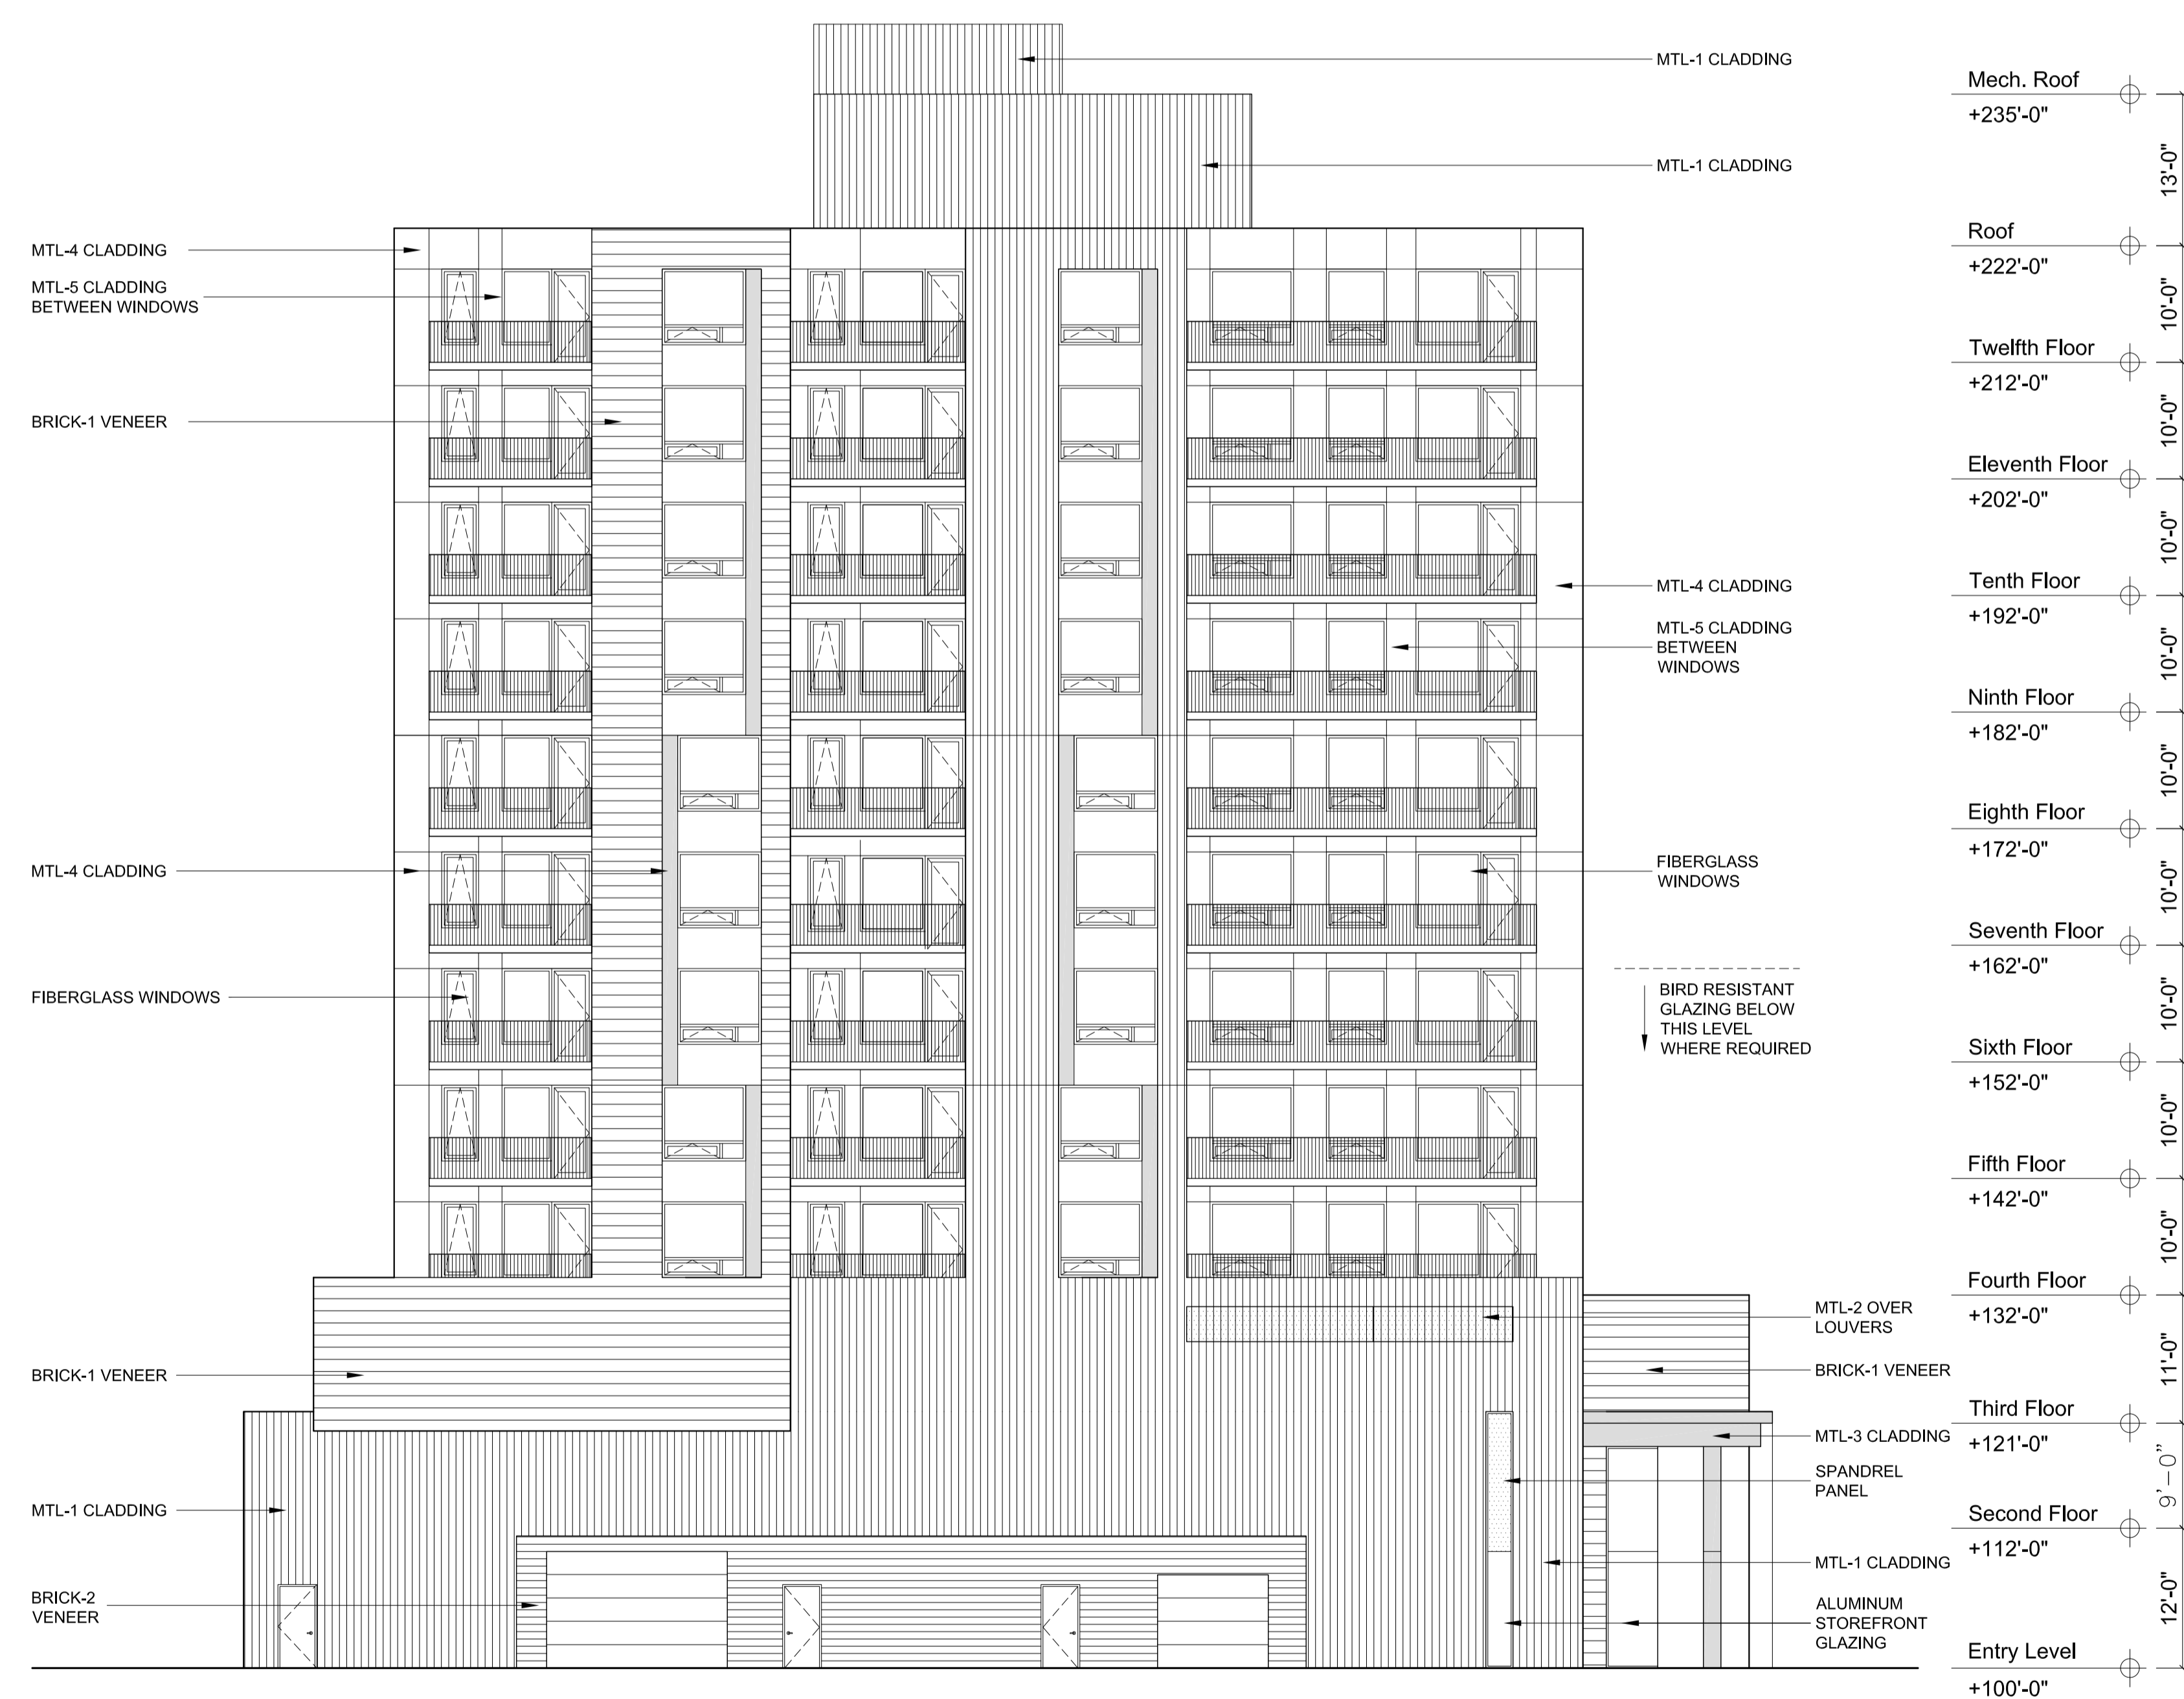 MTL-4 CLADDING
MTL-5 CLADDING
BETWEEN WINDOWS
BRICK-1 VENEER
MTL-4 CLADDING
FIBERGLASS WINDOWS
BRICK-1 VENEER
MTL-1 CLADDING
BRICK-2
VENEER
MTL-1 CLADDING
MTL-1 CLADDING
MTL-4 CLADDING
MTL-5 CLADDING
BETWEEN
WINDOWS
FIBERGLASS
WINDOWS
BIRD RESISTANT
GLAZING BELOW
THIS LEVEL
WHERE REQUIRED
MTL-2 OVER
LOUVERS
BRICK-1 VENEER
MTL-3 CLADDING
SPANDREL
PANEL
MTL-1 CLADDING
ALUMINUM
STOREFRONT
GLAZING
Mech. Roof
+235'-0"
13'-0"
Roof
+222'-0"
10'-0"
Twelfth Floor
+212'-0"
10'-0"
Eleventh Floor
+202'-0"
10'-0"
Tenth Floor
+192'-0"
10'-0"
Ninth Floor
+182'-0"
10'-0"
Eighth Floor
+172'-0"
10'-0"
Seventh Floor
+162'-0"
10'-0"
Sixth Floor
+152'-0"
10'-0"
Fifth Floor
+142'-0"
10'-0"
Fourth Floor
+132'-0"
11'-0"
Third Floor
+121'-0"
9'-0"
Second Floor
+112'-0"
12'-0"
Entry Level
+100'-0"